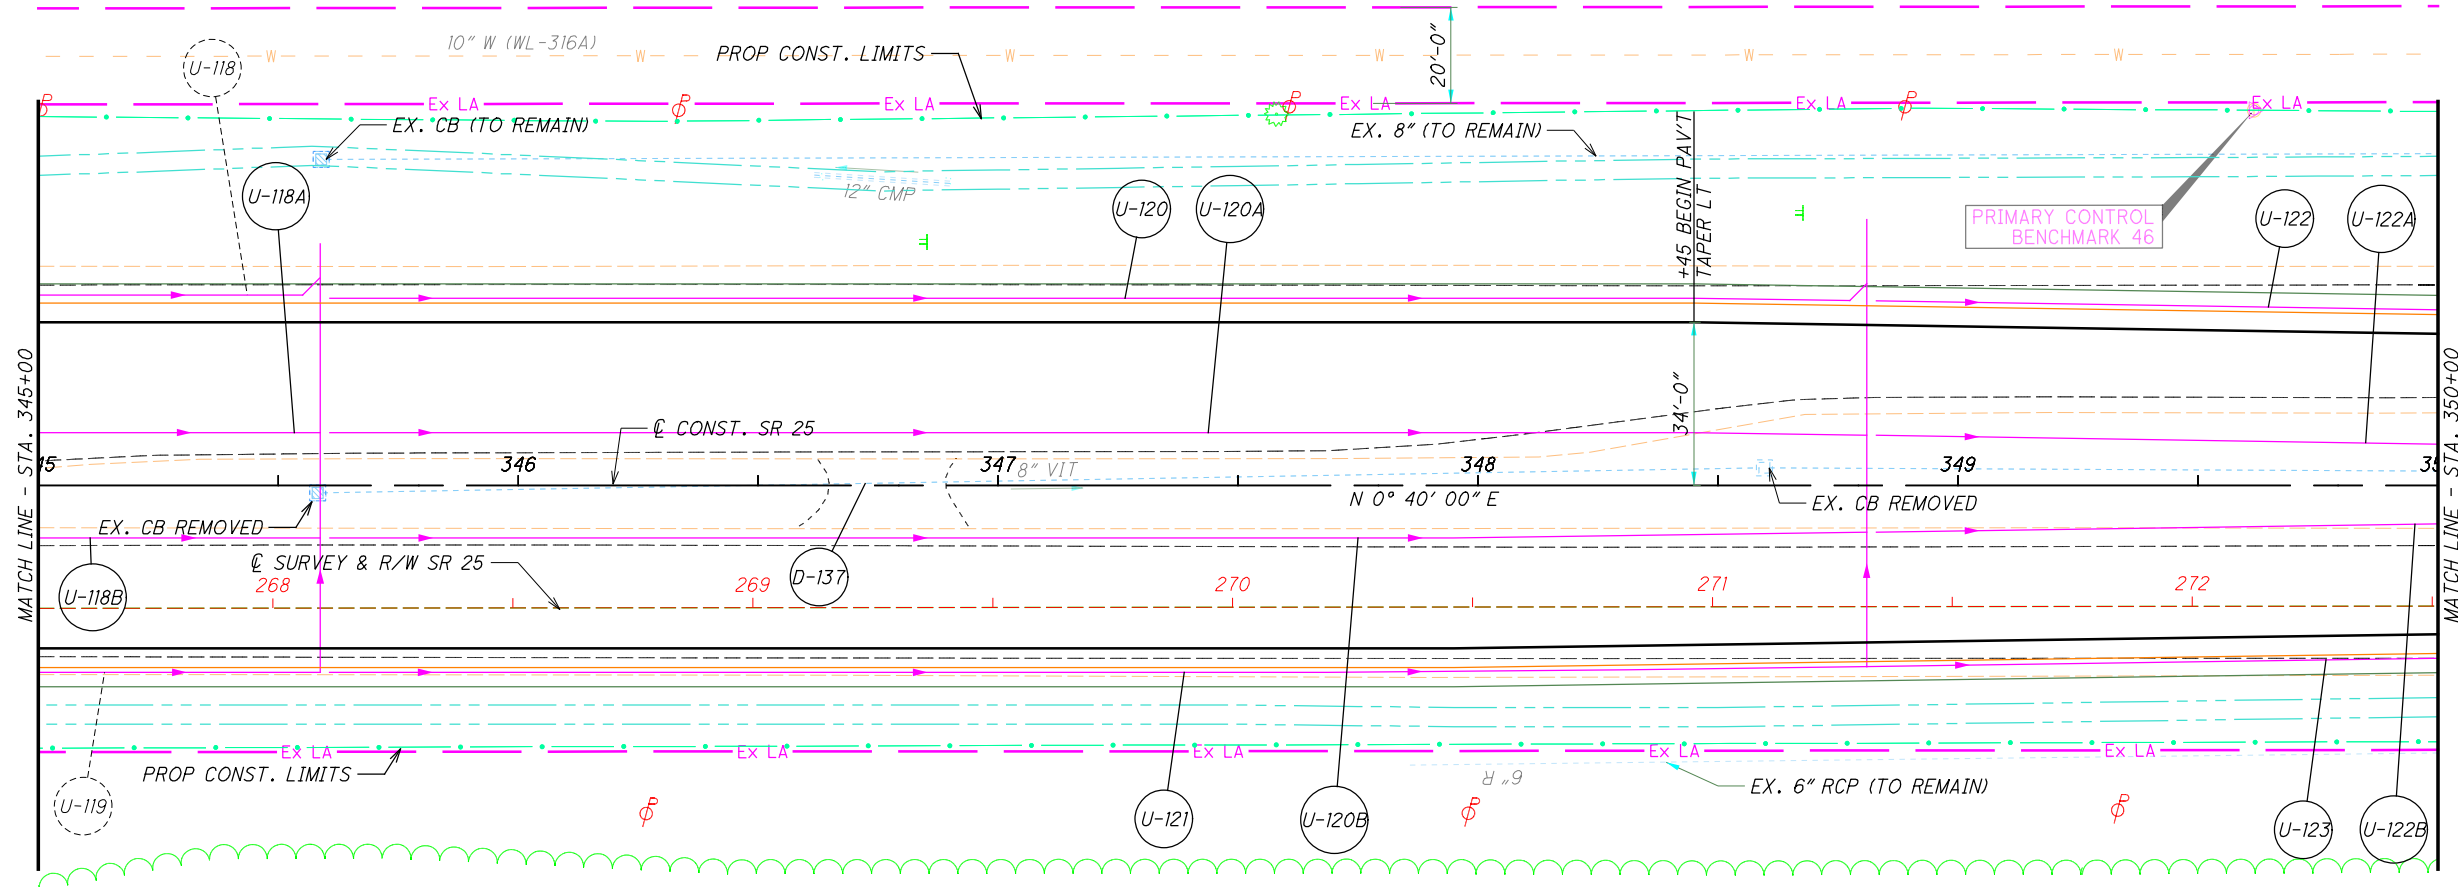 10" W (WL-316A)
W W W W W W
PROP CONST. LIMITS
20'-0"
U-118
P P P P
Ex LA Ex LA Ex LA Ex LA Ex LA
EX. CB (TO REMAIN)
EX. 8" (TO REMAIN)
12" CMP
U-118A
U-120
U-120A
+45 BEGIN PAV'T
TAPER LT
PRIMARY CONTROL
BENCHMARK 46
U-122
U-122A
MATCH LINE - STA. 345+00
34'-0"
MATCH LINE - STA. 350+00
℄ CONST. SR 25
45 346 347 348 349 35
8" VIT
N 0° 40' 00" E
EX. CB REMOVED
EX. CB REMOVED
℄ SURVEY & R/W SR 25
D-137
U-118B
268 269 270 271 272
Ex LA Ex LA Ex LA Ex LA Ex LA
PROP CONST. LIMITS
6" R
EX. 6" RCP (TO REMAIN)
U-119
P P P
U-121
U-120B
U-123
U-122B